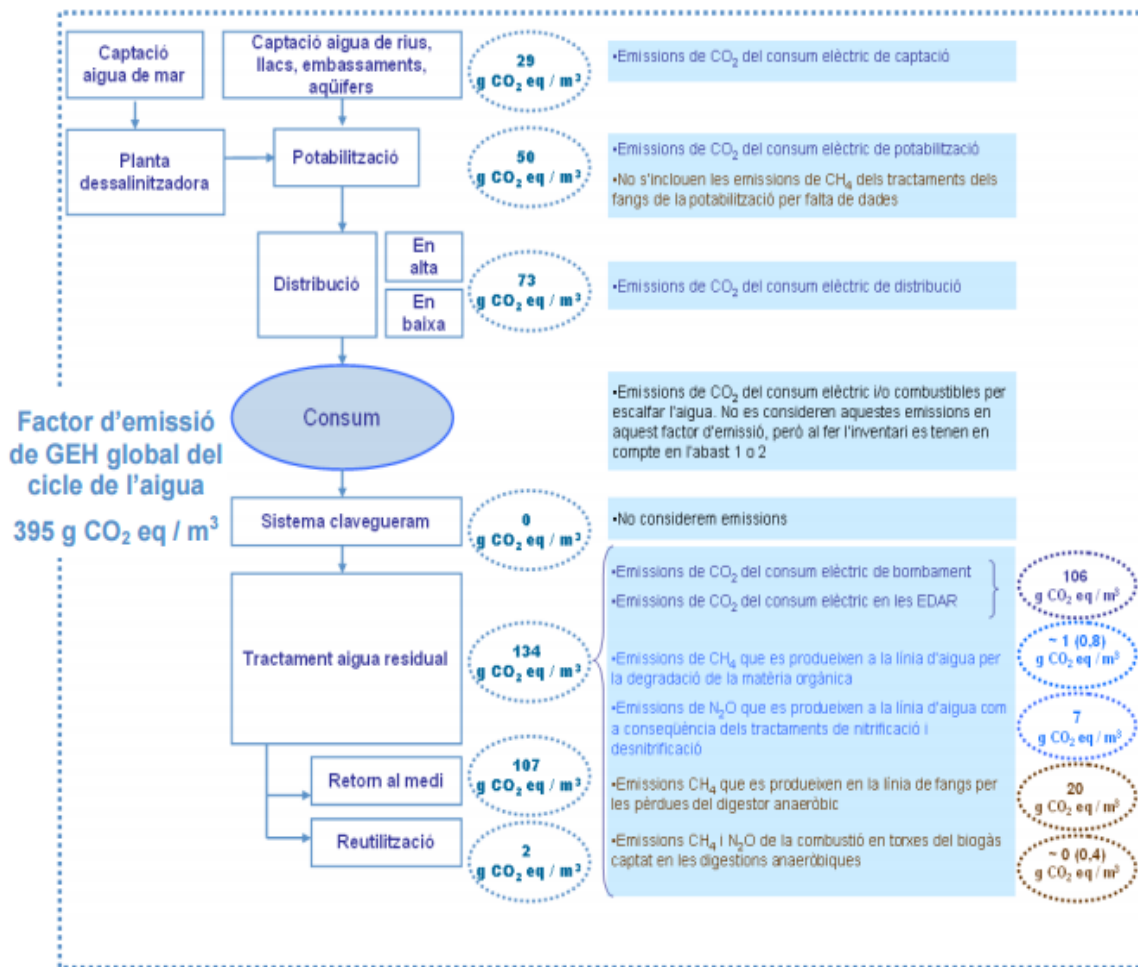 Captació
aigua de mar
Captació aigua de rius,
llacs, embassaments,
aqüífers
29
g CO₂ eq / m³
•Emissions de CO₂ del consum elèctric de captació
Planta
dessalinitzadora
Potabilització
50
g CO₂ eq / m³
•Emissions de CO₂ del consum elèctric de potabilització
•No s'inclouen les emissions de CH₄ dels tractaments dels
fangs de la potabilització per falta de dades
Distribució
En
alta
En
baixa
73
g CO₂ eq / m³
•Emissions de CO₂ del consum elèctric de distribució
Factor d'emissió
de GEH global del
cicle de l'aigua
395 g CO₂ eq / m³
Consum
•Emissions de CO₂ del consum elèctric i/o combustibles per
escalfar l'aigua. No es consideren aquestes emissions en
aquest factor d'emissió, però al fer l'inventari es tenen en
compte en l'abast 1 o 2
Sistema clavegueram
0
g CO₂ eq / m³
•No considerem emissions
Tractament aigua residual
134
g CO₂ eq / m³
•Emissions de CO₂ del consum elèctric de bombament
•Emissions de CO₂ del consum elèctric en les EDAR
106
g CO₂ eq / m³
•Emissions de CH₄ que es produeixen a la línia d'aigua per
la degradació de la matèria orgànica
~ 1 (0,8)
g CO₂ eq / m³
•Emissions de N₂O que es produeixen a la línia d'aigua com
a conseqüència dels tractaments de nitrificació i
desnitrificació
7
g CO₂ eq / m³
Retorn al medi
107
g CO₂ eq / m³
•Emissions CH₄ que es produeixen en la línia de fangs per
les pèrdues del digestor anaeròbic
20
g CO₂ eq / m³
Reutilització
2
g CO₂ eq / m³
•Emissions CH₄ i N₂O de la combustió en torxes del biogàs
captat en les digestions anaeròbiques
~ 0 (0,4)
g CO₂ eq / m³